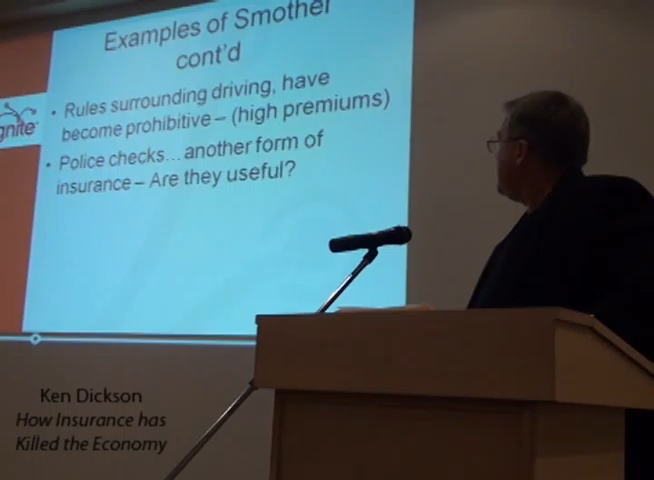 Examples of Smother
cont'd
• Rules surrounding driving, have
become prohibitive – (high premiums)
• Police checks...another form of
insurance – Are they useful?
gnite
Ken Dickson
How Insurance has
Killed the Economy